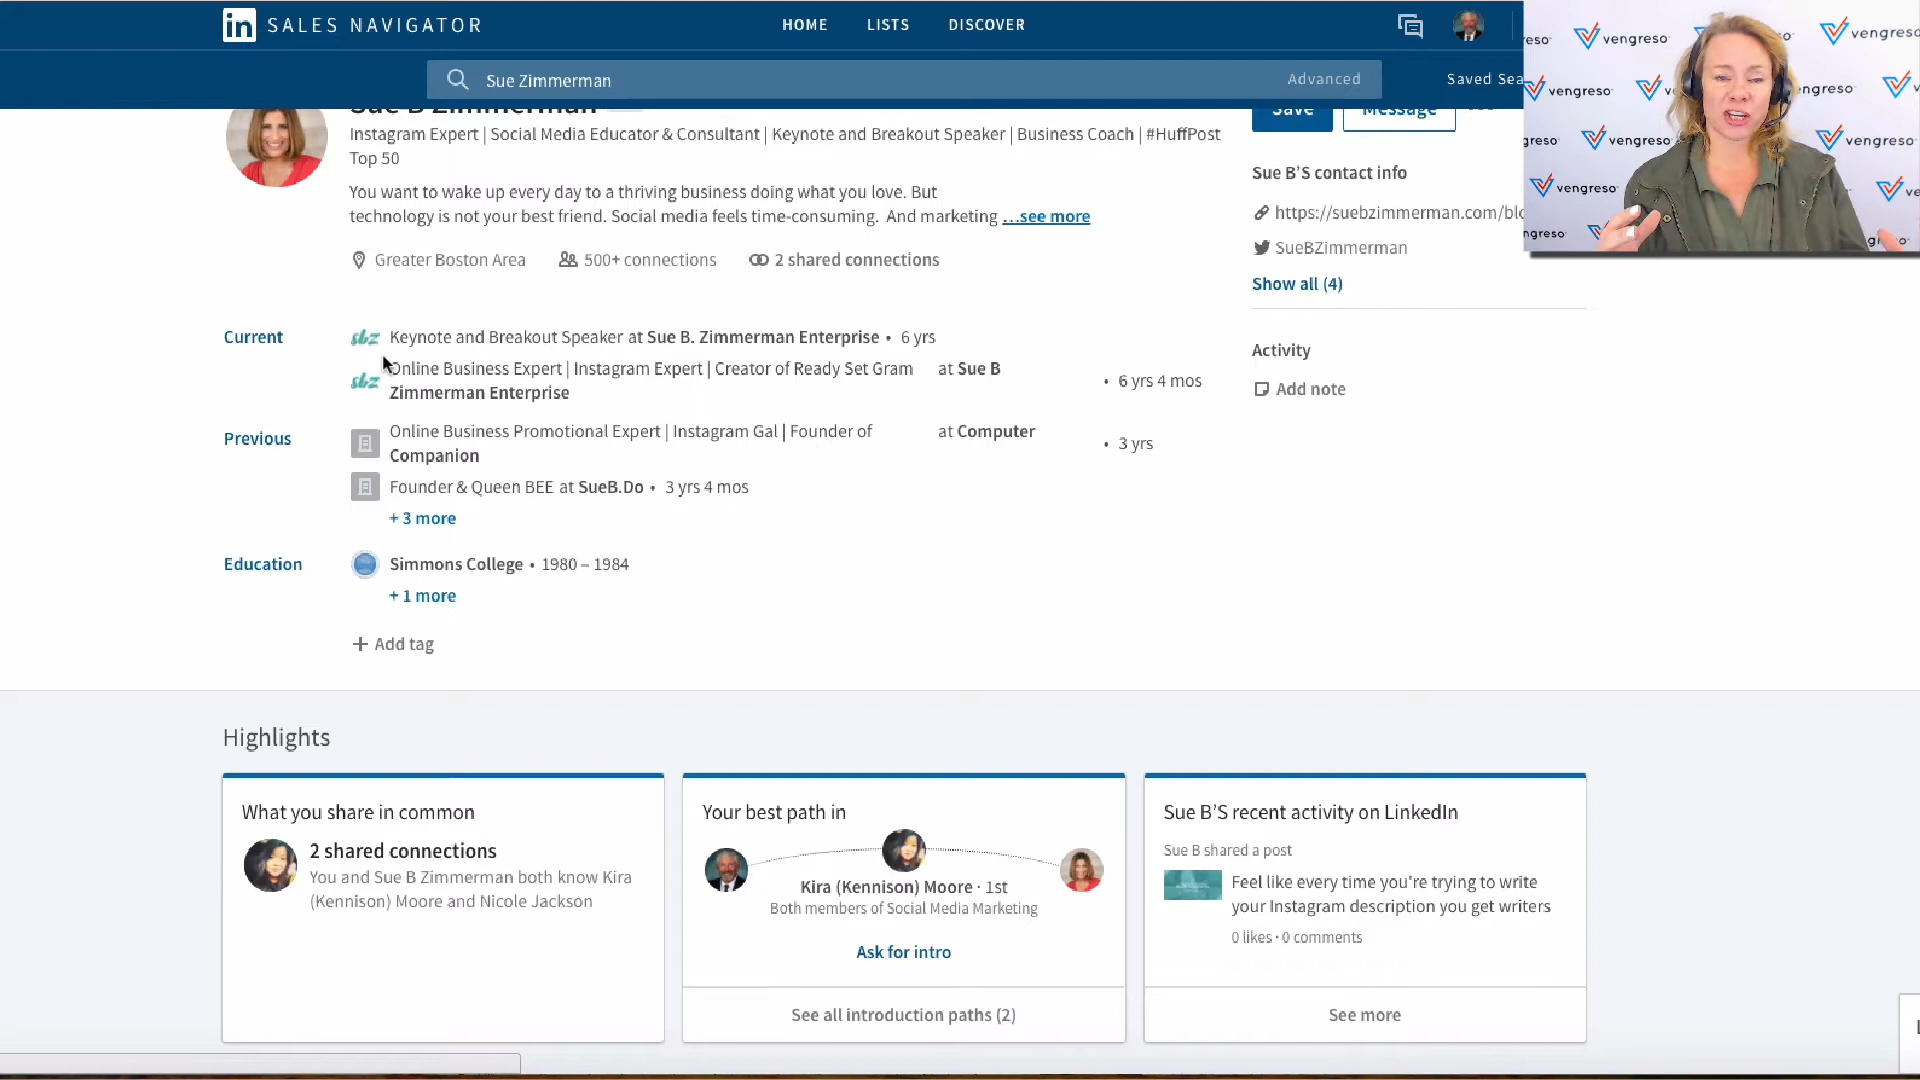 in SALES NAVIGATOR
HOME LISTS DISCOVER
Sue Zimmerman
Advanced
Saved Sea
Sue B Zimmerman
Instagram Expert | Social Media Educator & Consultant | Keynote and Breakout Speaker | Business Coach | #HuffPost
Top 50
You want to wake up every day to a thriving business doing what you love. But
technology is not your best friend. Social media feels time-consuming. And marketing ...see more
Greater Boston Area 500+ connections 2 shared connections
Save Message
Sue B'S contact info
https://suebzimmerman.com/blo
SueBZimmerman
Show all (4)
Activity
Add note
Current
sbz Keynote and Breakout Speaker at Sue B. Zimmerman Enterprise • 6 yrs
sbz Online Business Expert | Instagram Expert | Creator of Ready Set Gram at Sue B
Zimmerman Enterprise • 6 yrs 4 mos
Previous
Online Business Promotional Expert | Instagram Gal | Founder of at Computer
Companion • 3 yrs
Founder & Queen BEE at SueB.Do • 3 yrs 4 mos
+ 3 more
Education
Simmons College • 1980 – 1984
+ 1 more
+ Add tag
Highlights
What you share in common
2 shared connections
You and Sue B Zimmerman both know Kira
(Kennison) Moore and Nicole Jackson
Your best path in
Kira (Kennison) Moore · 1st
Both members of Social Media Marketing
Ask for intro
See all introduction paths (2)
Sue B'S recent activity on LinkedIn
Sue B shared a post
Feel like every time you're trying to write
your Instagram description you get writers
0 likes · 0 comments
See more
vengreso
vengreso
vengreso
vengreso
vengreso
vengreso